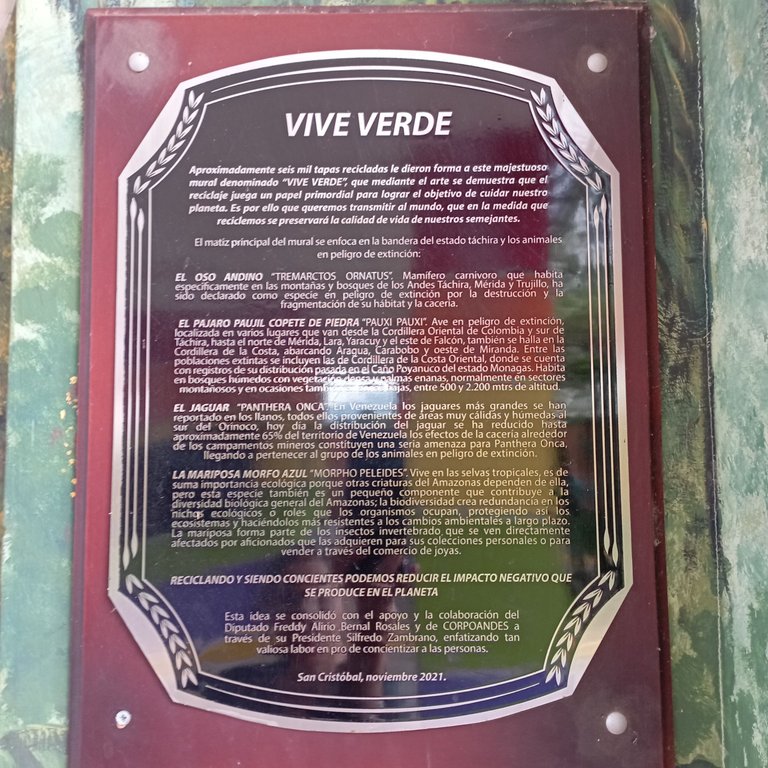 VIVE VERDE
Aproximadamente seis mil tapas recicladas le dieron forma a este majestuoso
mural denominado “VIVE VERDE”, que mediante el arte se demuestra que el
reciclaje juega un papel primordial para lograr el objetivo de cuidar nuestro
planeta. Es por ello que queremos transmitir al mundo, que en la medida que
reciclemos se preservará la calidad de vida de nuestros semejantes.
El matiz principal del mural se enfoca en la bandera del estado táchira y los animales
en peligro de extinción:
EL OSO ANDINO “TREMARCTOS ORNATUS”. Mamífero carnivoro que habita
específicamente en las montañas y bosques de los Andes Táchira, Mérida y Trujillo, ha
sido declarado como especie en peligro de extinción por la destrucción y la
fragmentación de su hábitat y la cacería.
EL PAJARO PAUJIL COPETE DE PIEDRA “PAUXI PAUXI”. Ave en peligro de extinción,
localizada en varios lugares que van desde la Cordillera Oriental de Colombia y sur de
Táchira, hasta el norte de Mérida, Lara, Yaracuy y el este de Falcón, también se halla en la
Cordillera de la Costa, abarcando Aragua, Carabobo y oeste de Miranda. Entre las
poblaciones extintas se incluyen las de Cordillera de la Costa Oriental, donde se cuenta
con registros de su distribución pasada en el Caño Poyanuco del estado Monagas. Habita
en bosques húmedos con vegetación densa y palmas enanas, normalmente en sectores
montañosos y en ocasiones también bajas, entre 500 y 2.200 mtrs de altitud.
EL JAGUAR “PANTHERA ONCA”. En Venezuela los jaguares más grandes se han
reportado en los llanos, todos ellos provenientes de áreas muy cálidas y húmedas al
sur del Orinoco, hoy día la distribución del jaguar se ha reducido hasta
aproximadamente 65% del territorio de Venezuela los efectos de la cacería alrededor
de los campamentos mineros constituyen una seria amenaza para Panthera Onca,
llegando a pertenecer al grupo de los animales en peligro de extinción.
LA MARIPOSA MORFO AZUL “MORPHO PELEIDES”. Vive en las selvas tropicales, es de
suma importancia ecológica porque otras criaturas del Amazonas dependen de ella,
pero esta especie también es un pequeño componente que contribuye a la
diversidad biológica general del Amazonas; la biodiversidad crea redundancia en los
nichos ecológicos o roles que los organismos ocupan, protegiendo así los
ecosistemas y haciéndolos más resistentes a los cambios ambientales a largo plazo.
La mariposa forma parte de los insectos invertebrado que se ven directamente
afectados por aficionados que las adquieren para sus colecciones personales o para
vender a través del comercio de joyas.
RECICLANDO Y SIENDO CONCIENTES PODEMOS REDUCIR EL IMPACTO NEGATIVO QUE
SE PRODUCE EN EL PLANETA
Esta idea se consolidó con el apoyo y la colaboración del
Diputado Freddy Alirio Bernal Rosales y de CORPOANDES a
través de su Presidente Silfredo Zambrano, enfatizando tan
valiosa labor en pro de concientizar a las personas.
San Cristóbal, noviembre 2021.